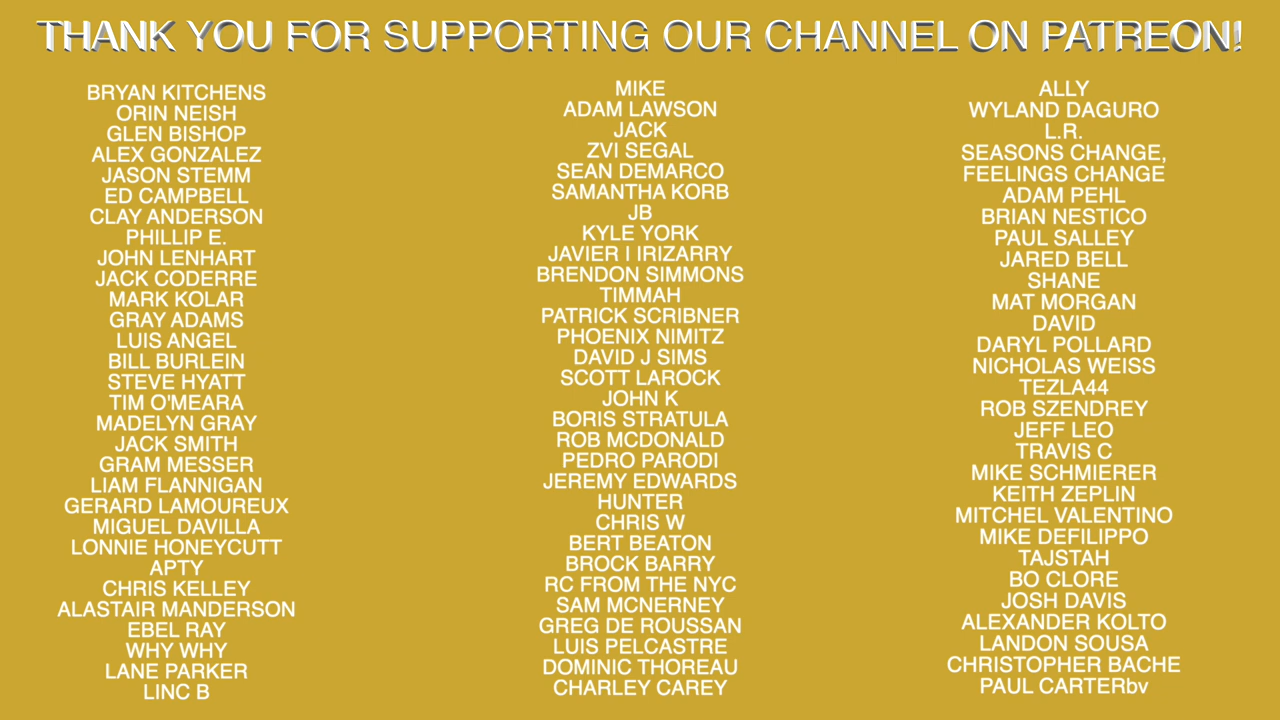 THANK YOU FOR SUPPORTING OUR CHANNEL ON PATREON!
BRYAN KITCHENS
ORIN NEISH
GLEN BISHOP
ALEX GONZALEZ
JASON STEMM
ED CAMPBELL
CLAY ANDERSON
PHILLIP E.
JOHN LENHART
JACK CODERRE
MARK KOLAR
GRAY ADAMS
LUIS ANGEL
BILL BURLEIN
STEVE HYATT
TIM O'MEARA
MADELYN GRAY
JACK SMITH
GRAM MESSER
LIAM FLANNIGAN
GERARD LAMOUREUX
MIGUEL DAVILLA
LONNIE HONEYCUTT
APTY
CHRIS KELLEY
ALASTAIR MANDERSON
EBEL RAY
WHY WHY
LANE PARKER
LINC B
MIKE
ADAM LAWSON
JACK
ZVI SEGAL
SEAN DEMARCO
SAMANTHA KORB
JB
KYLE YORK
JAVIER I IRIZARRY
BRENDON SIMMONS
TIMMAH
PATRICK SCRIBNER
PHOENIX NIMITZ
DAVID J SIMS
SCOTT LAROCK
JOHN K
BORIS STRATULA
ROB MCDONALD
PEDRO PARODI
JEREMY EDWARDS
HUNTER
CHRIS W
BERT BEATON
BROCK BARRY
RC FROM THE NYC
SAM MCNERNEY
GREG DE ROUSSAN
LUIS PELCASTRE
DOMINIC THOREAU
CHARLEY CAREY
ALLY
WYLAND DAGURO
L.R.
SEASONS CHANGE,
FEELINGS CHANGE
ADAM PEHL
BRIAN NESTICO
PAUL SALLEY
JARED BELL
SHANE
MAT MORGAN
DAVID
DARYL POLLARD
NICHOLAS WEISS
TEZLA44
ROB SZENDREY
JEFF LEO
TRAVIS C
MIKE SCHMIERER
KEITH ZEPLIN
MITCHEL VALENTINO
MIKE DEFILIPPO
TAJSTAH
BO CLORE
JOSH DAVIS
ALEXANDER KOLTO
LANDON SOUSA
CHRISTOPHER BACHE
PAUL CARTERbv